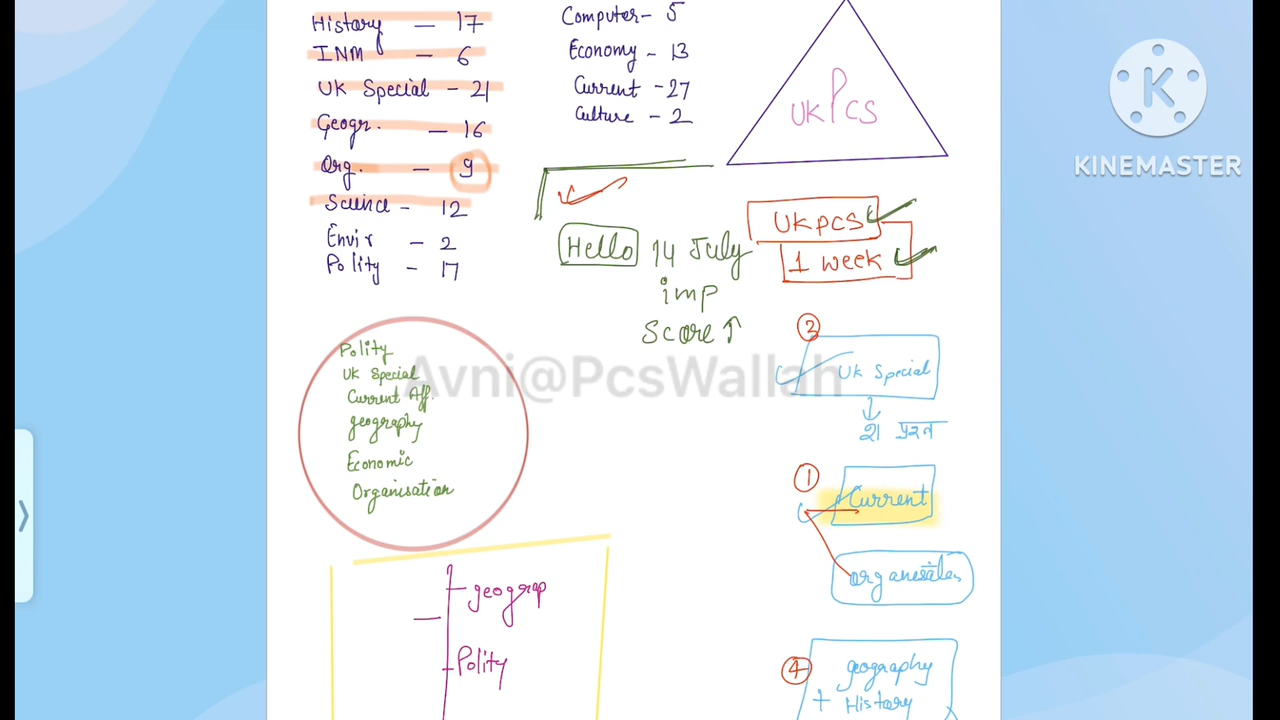 History — 17
INM — 6
UK Special - 21
Geogr. — 16
Org. — 9
Science - 12
Envir - 2
Polity - 17
Computer- 5
Economy - 13
Current -27
Culture - 2
UKPCS
KINEMASTER
UKPCS
1 week
Hello 14 July
imp
Score ↑
Polity
UK Special
Current Aff.
geography
Economic
Organisation
Avni@PcsWallah
3
UK Special
21 प्रश्न
1
Current
4
geography
+ History
geograp
Polity